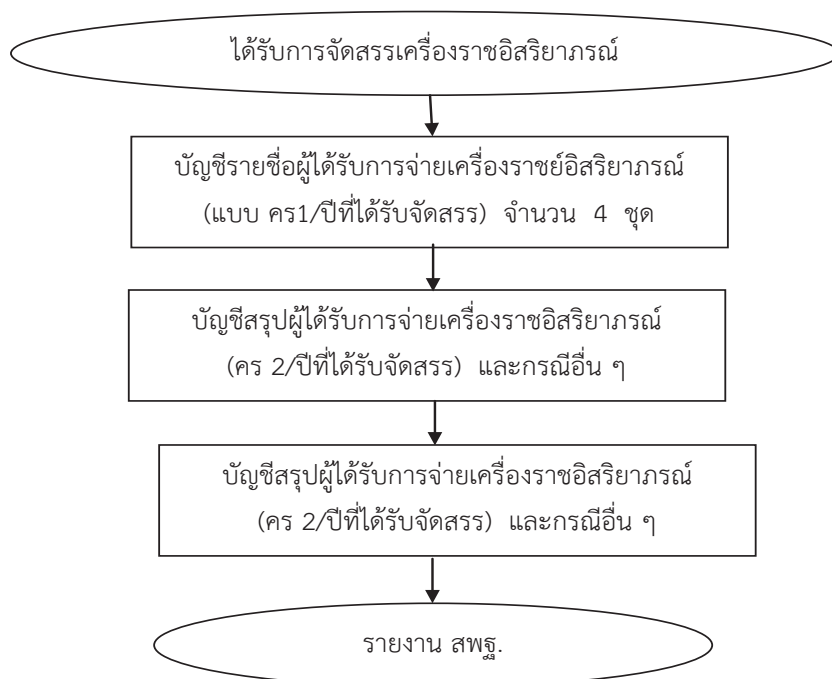 ได้รับการจัดสรรเครื่องราชอิสริยาภรณ์
บัญชีรายชื่อผู้ได้รับการจ่ายเครื่องราชย์อิสริยาภรณ์
(แบบ คร1/ปีที่ได้รับจัดสรร) จำนวน 4 ชุด
บัญชีสรุปผู้ได้รับการจ่ายเครื่องราชอิสริยาภรณ์
(คร 2/ปีที่ได้รับจัดสรร) และกรณีอื่น ๆ
บัญชีสรุปผู้ได้รับการจ่ายเครื่องราชอิสริยาภรณ์
(คร 2/ปีที่ได้รับจัดสรร) และกรณีอื่น ๆ
รายงาน สพฐ.